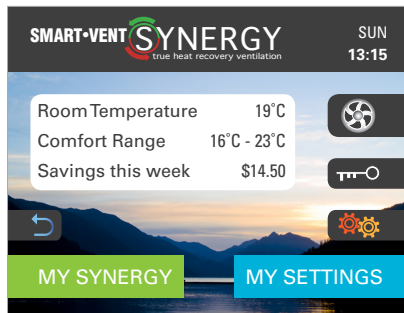 SMART•VENT SYNERGY
true heat recovery ventilation
SUN
13:15
Room Temperature 19°C
Comfort Range 16°C - 23°C
Savings this week $14.50
MY SYNERGY
MY SETTINGS